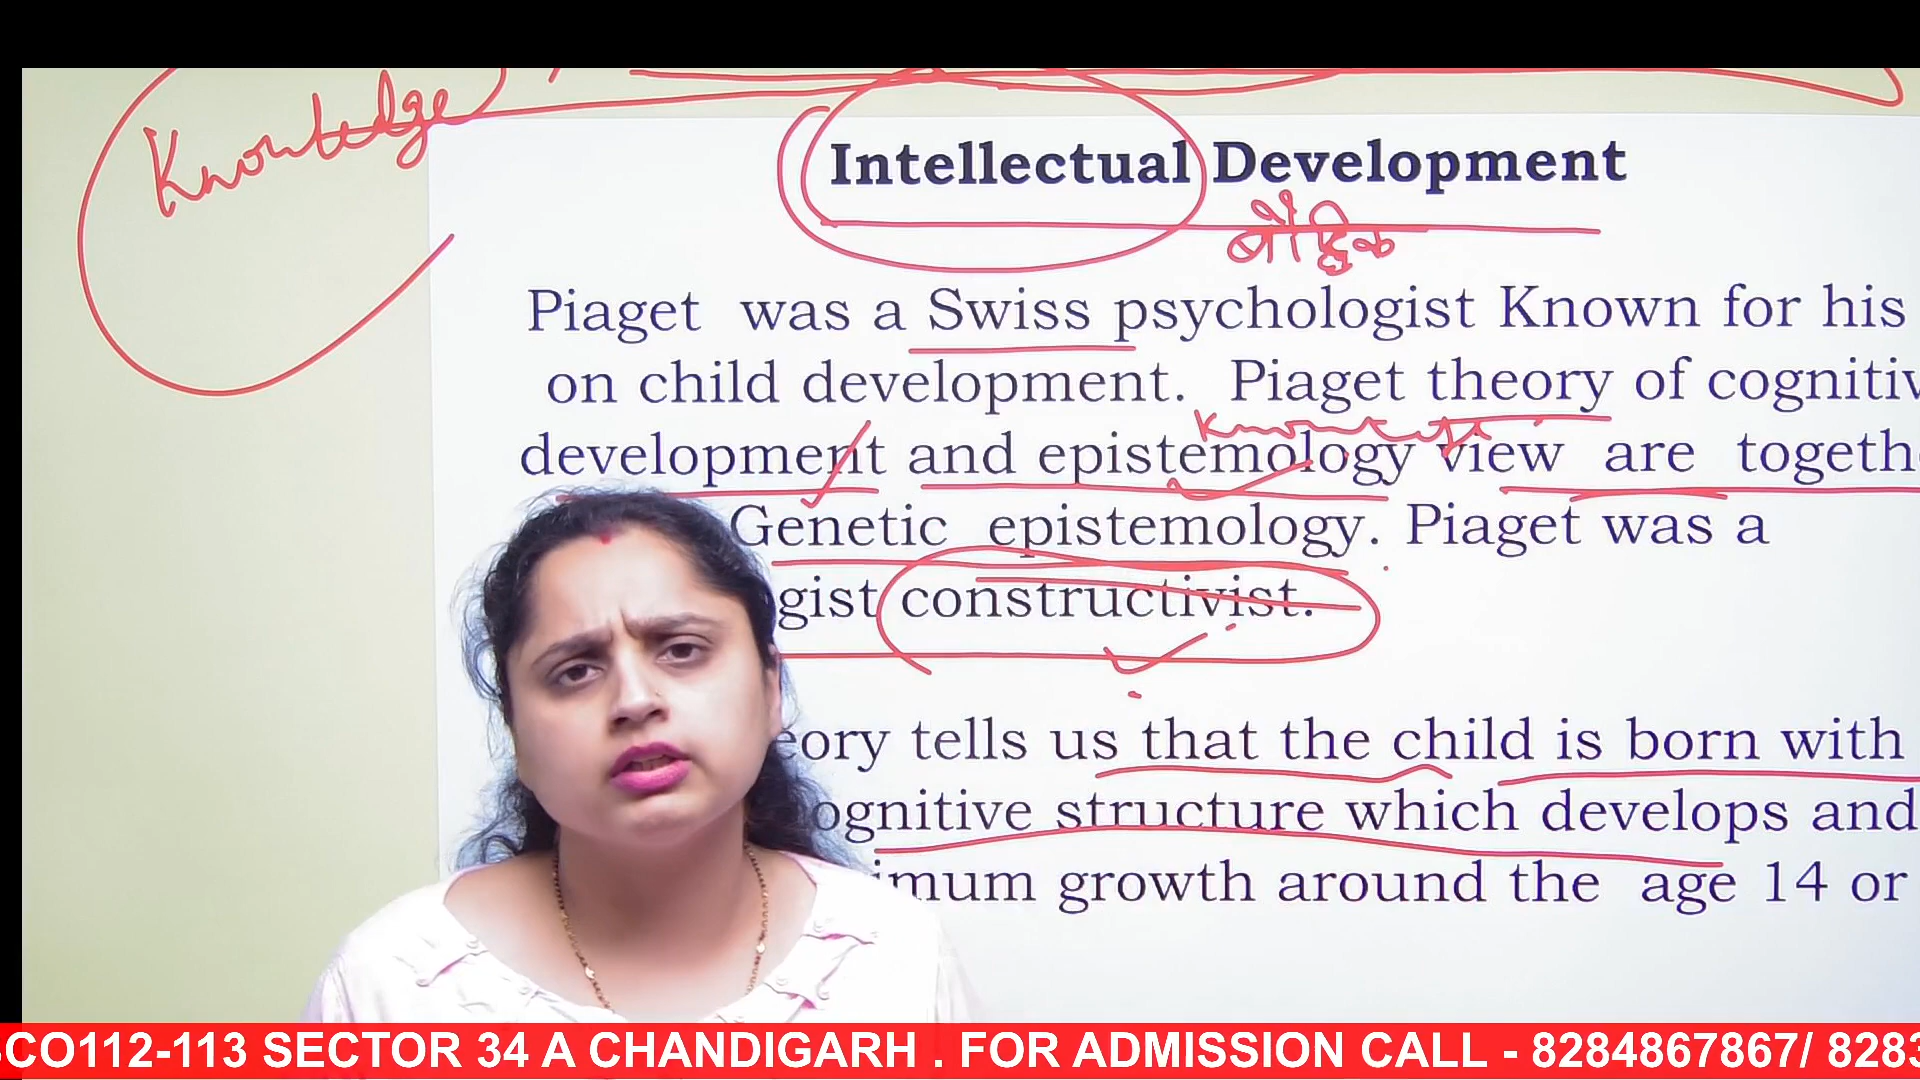 Knowledge
Intellectual Development
बौद्धिक
Piaget was a Swiss psychologist Known for his
on child development. Piaget theory of cognitiv
Knowledge
development and epistemology view are togeth
Genetic epistemology. Piaget was a
gist constructivist.
eory tells us that the child is born with
ognitive structure which develops and
imum growth around the age 14 or
CO112-113 SECTOR 34 A CHANDIGARH . FOR ADMISSION CALL - 8284867867/ 828